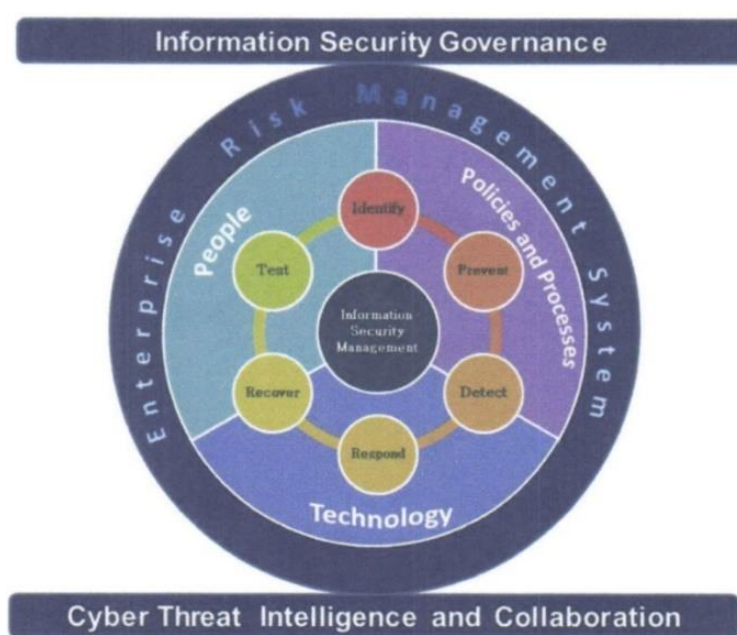 Information Security Governance
Enterprise Risk Management System
People
Policies and Processes
Identify
Test
Prevent
Information
Security
Management
Recover
Detect
Respond
Technology
Cyber Threat Intelligence and Collaboration